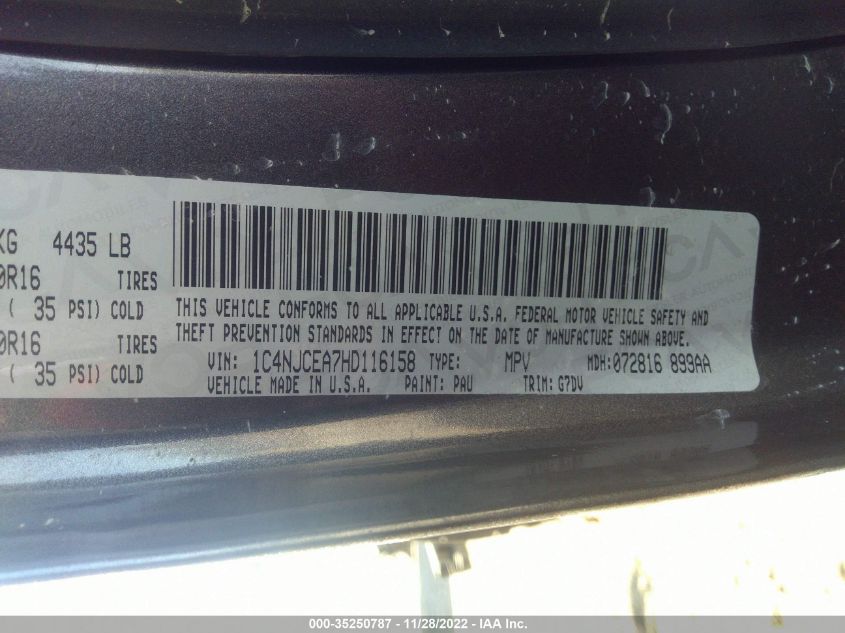 KG 4435 LB
0R16 TIRES
( 35 PSI) COLD
0R16 TIRES
( 35 PSI) COLD
THIS VEHICLE CONFORMS TO ALL APPLICABLE U.S.A. FEDERAL MOTOR VEHICLE SAFETY AND
THEFT PREVENTION STANDARDS IN EFFECT ON THE DATE OF MANUFACTURE SHOWN ABOVE.
VIN: 1C4NJCEA7HD116158 TYPE: MPV MDH:072816 899AA
VEHICLE MADE IN U.S.A. PAINT: PAU TRIM: G7DV
000-35250787 - 11/28/2022 - IAA Inc.